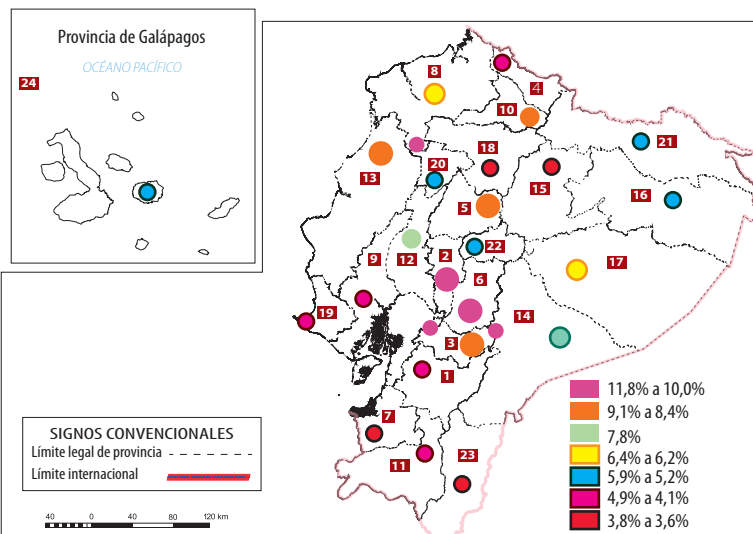 Provincia de Galápagos
OCÉANO PACÍFICO
24
8
4
10
18
21
20
13
15
16
5
22
9
12
2
6
17
19
14
3
1
7
11
23
11,8% a 10,0%
9,1% a 8,4%
7,8%
6,4% a 6,2%
5,9% a 5,2%
4,9% a 4,1%
3,8% a 3,6%
SIGNOS CONVENCIONALES
Límite legal de provincia
Límite internacional
40 0 40 80 120 km